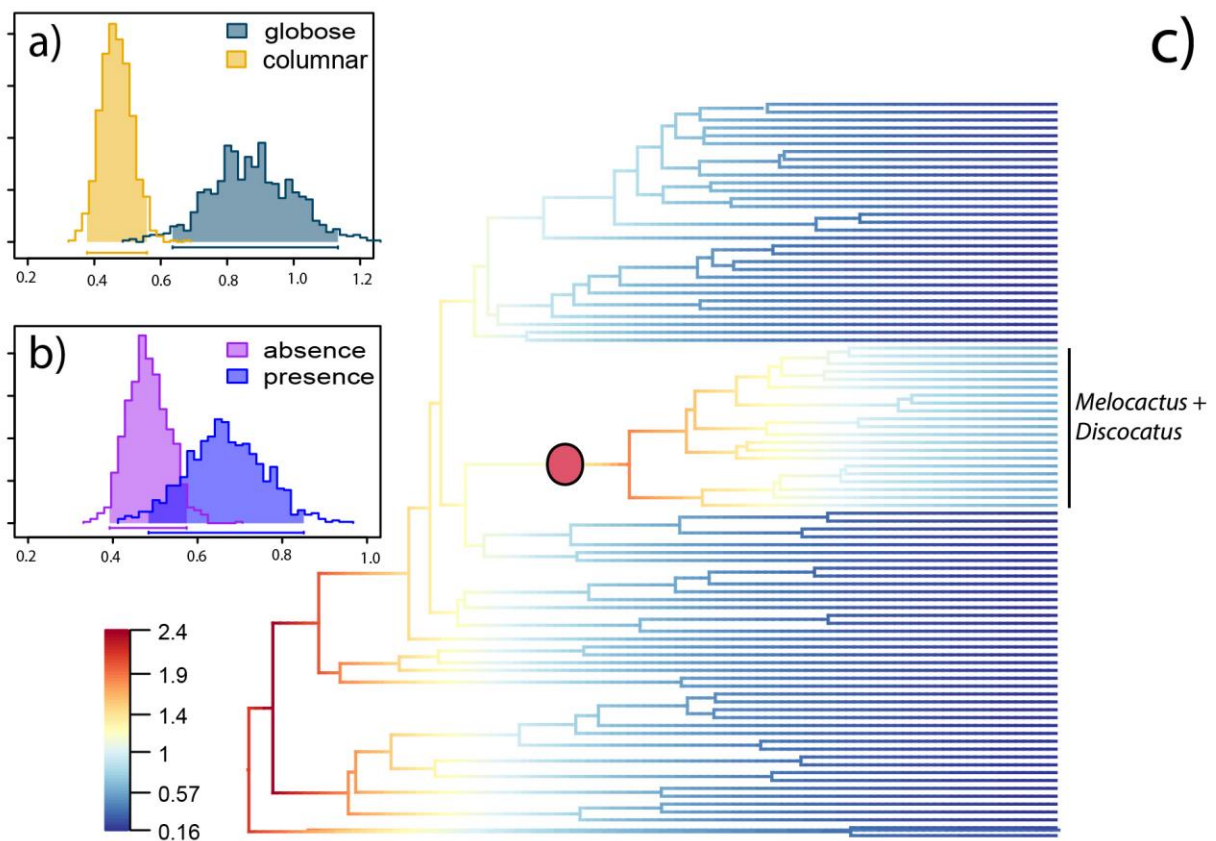 a)
globose
columnar
0.2 0.4 0.6 0.8 1.0 1.2
b)
absence
presence
0.2 0.4 0.6 0.8 1.0
c)
Melocactus +
Discocatus
2.4
1.9
1.4
1
0.57
0.16